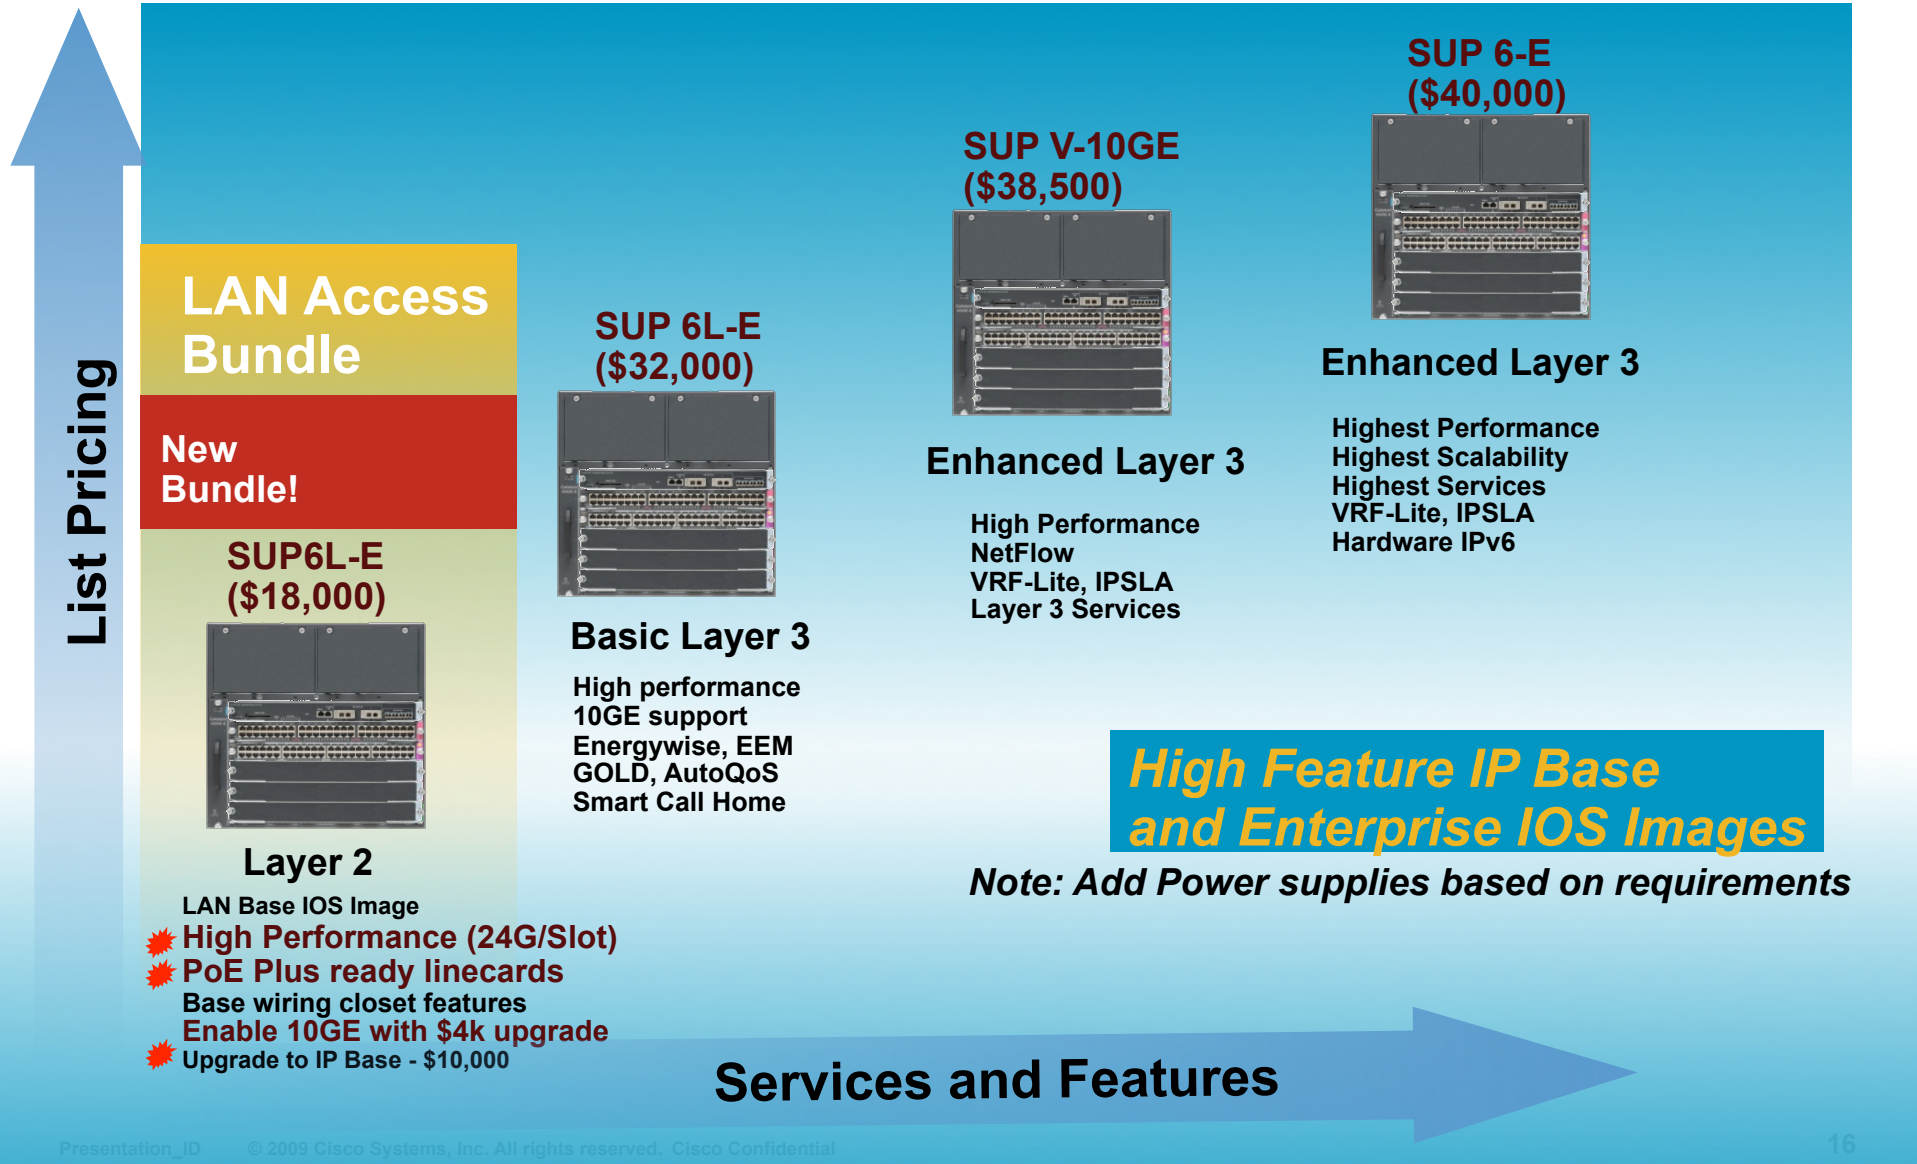 List Pricing
LAN Access
Bundle
New
Bundle!
SUP6L-E
($18,000)
Layer 2
LAN Base IOS Image
High Performance (24G/Slot)
PoE Plus ready linecards
Base wiring closet features
Enable 10GE with $4k upgrade
Upgrade to IP Base - $10,000
SUP 6L-E
($32,000)
Basic Layer 3
High performance
10GE support
Energywise, EEM
GOLD, AutoQoS
Smart Call Home
SUP V-10GE
($38,500)
Enhanced Layer 3
High Performance
NetFlow
VRF-Lite, IPSLA
Layer 3 Services
SUP 6-E
($40,000)
Enhanced Layer 3
Highest Performance
Highest Scalability
Highest Services
VRF-Lite, IPSLA
Hardware IPv6
High Feature IP Base
and Enterprise IOS Images
Note: Add Power supplies based on requirements
Services and Features
Presentation_ID
© 2009 Cisco Systems, Inc. All rights reserved.
Cisco Confidential
16